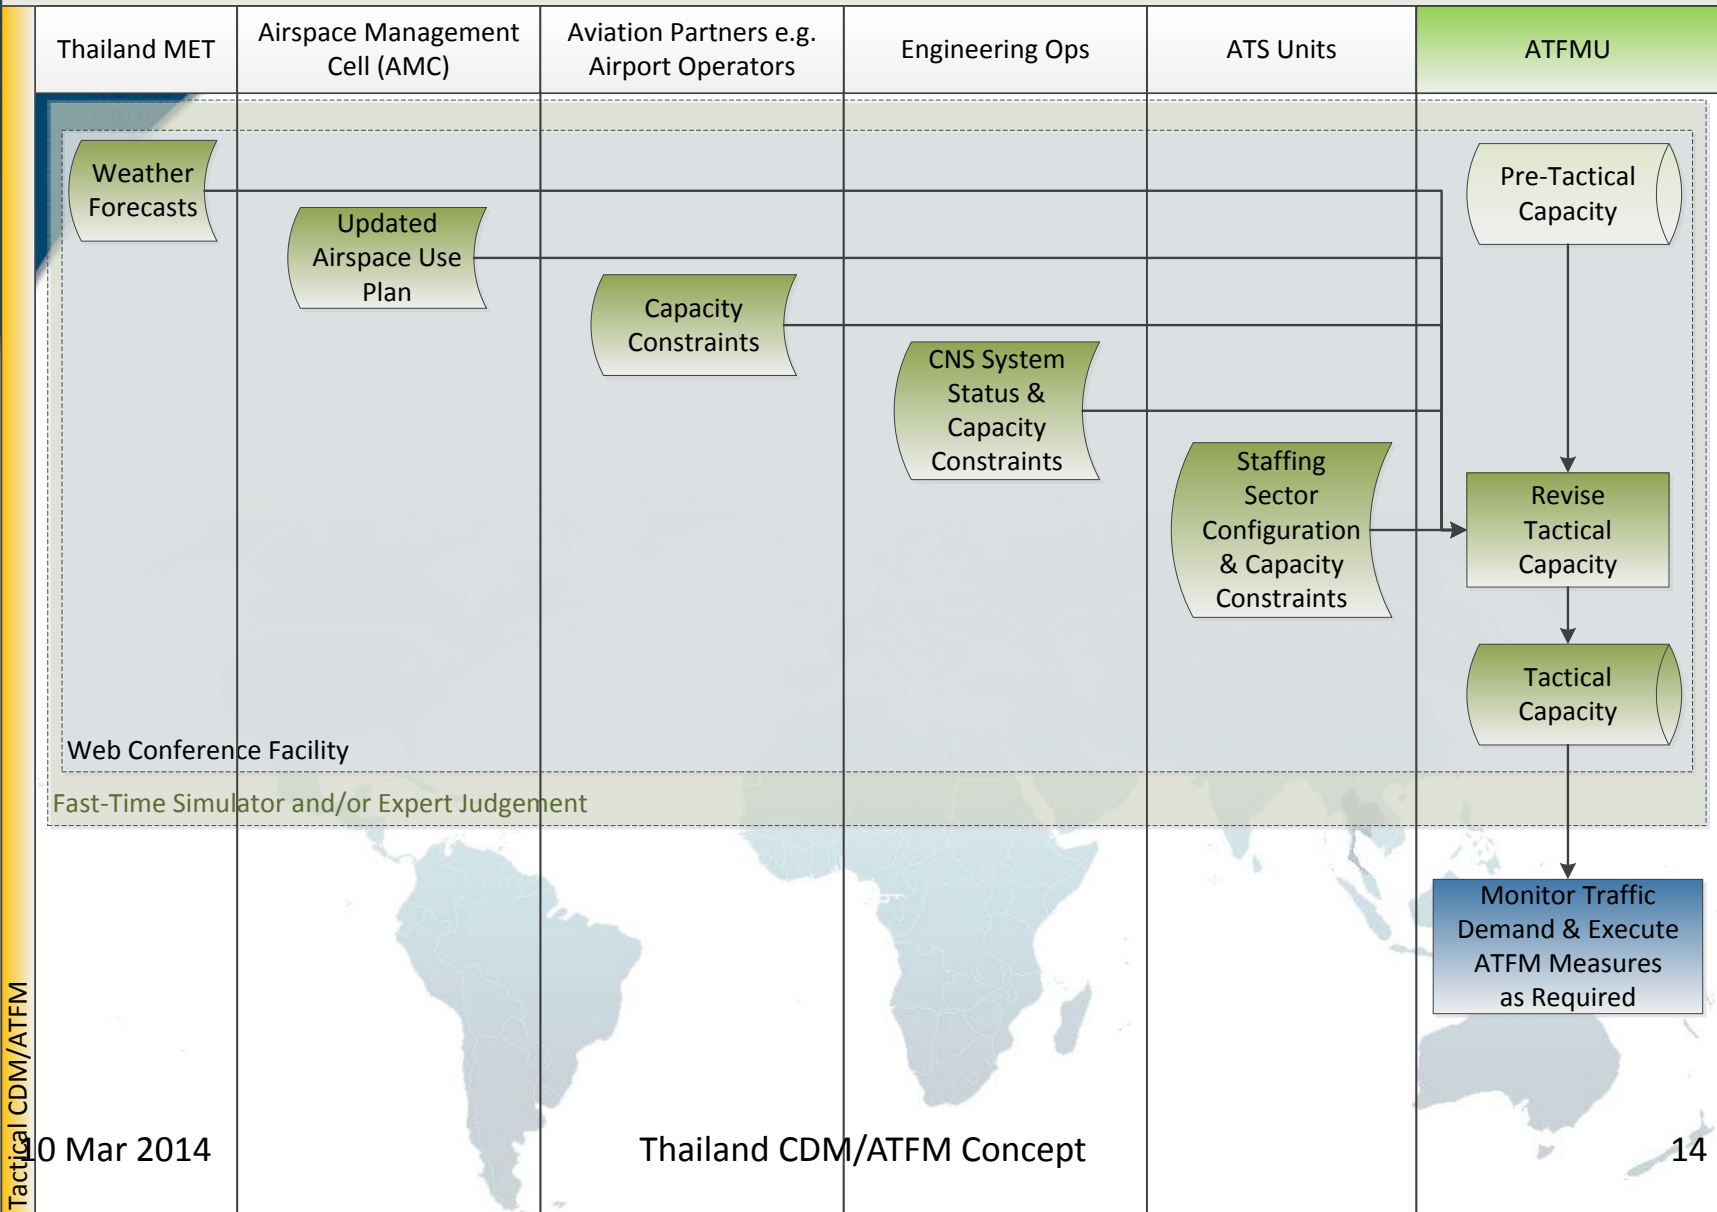 Thailand MET
Airspace Management
Cell (AMC)
Aviation Partners e.g.
Airport Operators
Engineering Ops
ATS Units
ATFMU
Weather
Forecasts
Updated
Airspace Use
Plan
Capacity
Constraints
CNS System
Status &
Capacity
Constraints
Staffing
Sector
Configuration
& Capacity
Constraints
Pre-Tactical
Capacity
Revise
Tactical
Capacity
Tactical
Capacity
Web Conference Facility
Fast-Time Simulator and/or Expert Judgement
Monitor Traffic
Demand & Execute
ATFM Measures
as Required
Tactical CDM/ATFM
10 Mar 2014
Thailand CDM/ATFM Concept
14